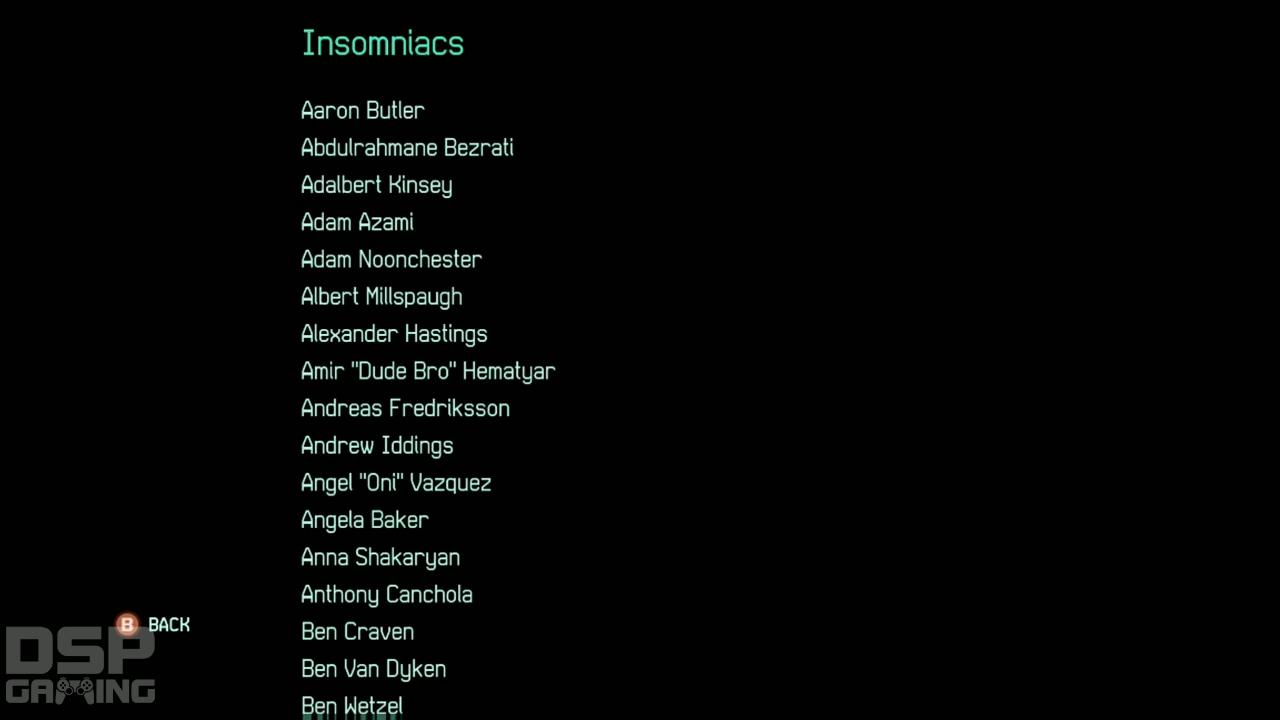 Insomniacs
Aaron Butler
Abdulrahmane Bezrati
Adalbert Kinsey
Adam Azami
Adam Noonchester
Albert Millspaugh
Alexander Hastings
Amir "Dude Bro" Hematyar
Andreas Fredriksson
Andrew Iddings
Angel "Oni" Vazquez
Angela Baker
Anna Shakaryan
Anthony Canchola
Ben Craven
Ben Van Dyken
Ben Wetzel
B BACK
DSP
GAMING